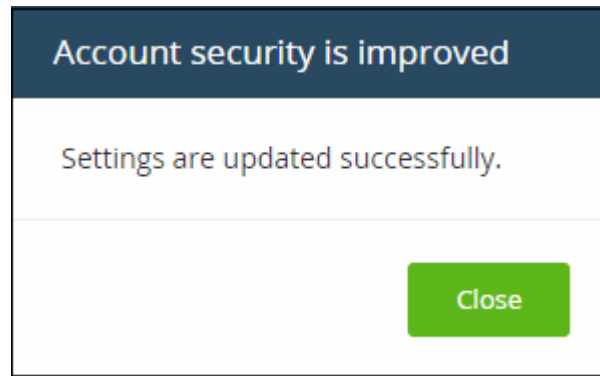 Account security is improved
Settings are updated successfully.
Close